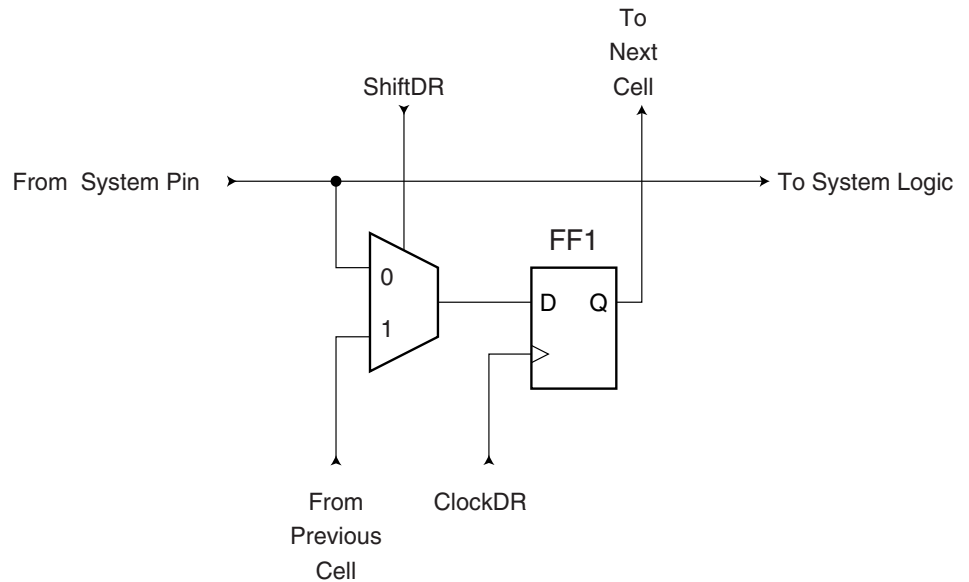 To
Next
Cell
ShiftDR
From System Pin
To System Logic
FF1
0
D Q
1
From
Previous
Cell
ClockDR